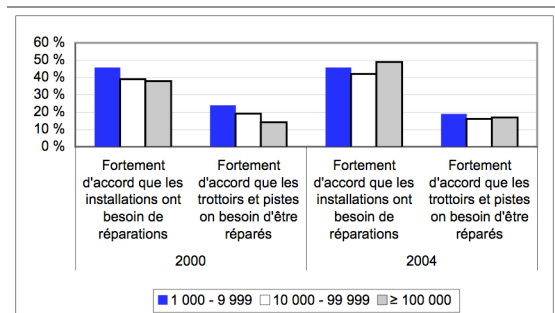 60 %
50 %
40 %
30 %
20 %
10 %
0 %
Fortement
d'accord que les
installations ont
besoin de
réparations
Fortement
d'accord que les
trottoirs et pistes
on besoin d'être
réparés
Fortement
d'accord que les
installations ont
besoin de
réparations
Fortement
d'accord que les
trottoirs et pistes
on besoin d'être
réparés
2000
2004
1 000 - 9 999
10 000 - 99 999
≥ 100 000